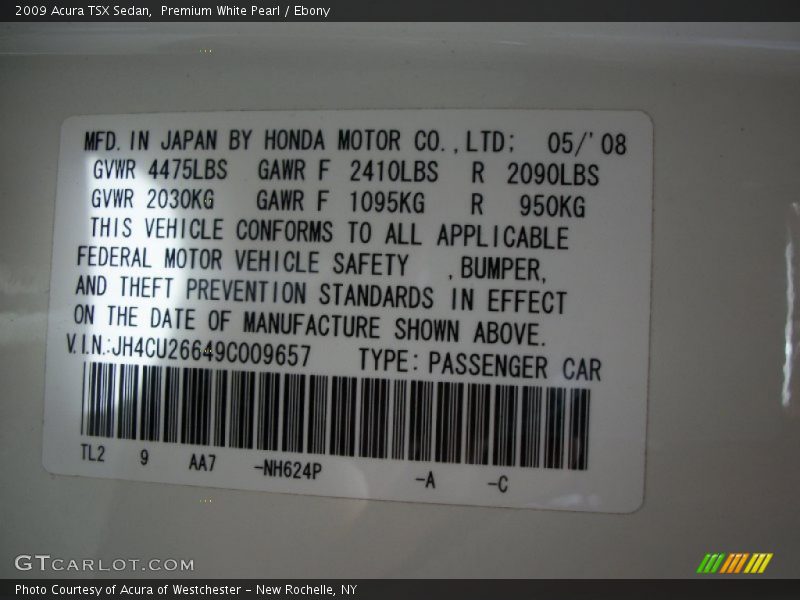 2009 Acura TSX Sedan,  Premium White Pearl / Ebony
MFD. IN JAPAN BY HONDA MOTOR CO.,LTD; 05/'08
GVWR 4475LBS GAWR F 2410LBS R 2090LBS
GVWR 2030KG GAWR F 1095KG R 950KG
THIS VEHICLE CONFORMS TO ALL APPLICABLE
FEDERAL MOTOR VEHICLE SAFETY ,BUMPER,
AND THEFT PREVENTION STANDARDS IN EFFECT
ON THE DATE OF MANUFACTURE SHOWN ABOVE.
V.I.N.:JH4CU26649C009657 TYPE: PASSENGER CAR
TL2 9 AA7 -NH624P -A -C
GTCARLOT.COM
Photo Courtesy of Acura of Westchester - New Rochelle, NY